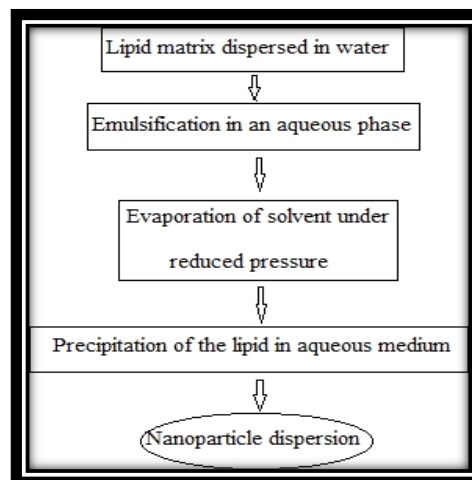 Lipid matrix dispersed in water
Emulsification in an aqueous phase
Evaporation of solvent under
reduced pressure
Precipitation of the lipid in aqueous medium
Nanoparticle dispersion